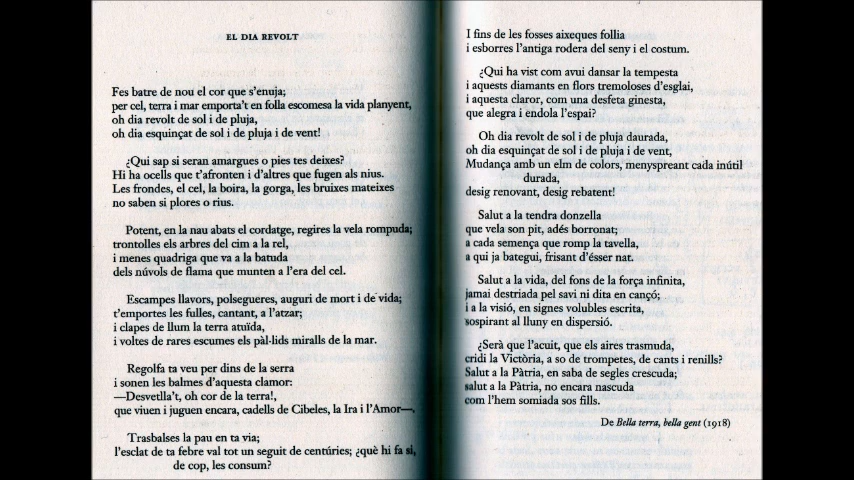 EL DIA REVOLT
Fes batre de nou el cor que s'enuja;
per cel, terra i mar emporta't en folla escomesa la vida planyent,
oh dia revolt de sol i de pluja,
oh dia esquinçat de sol i de pluja i de vent!
¿Qui sap si seran amargues o pies tes deixes?
Hi ha ocells que t'afronten i d'altres que fugen als nius.
Les frondes, el cel, la boira, la gorga, les bruixes mateixes
no saben si plores o rius.
Potent, en la nau abats el cordatge, regires la vela rompuda;
trontolles els arbres del cim a la rel,
i menes quadriga que va a la batuda
dels núvols de flama que munten a l'era del cel.
Escampes llavors, polsegueres, auguri de mort i de vida;
t'emportes les fulles, cantant, a l'atzar;
i clapes de llum la terra atuïda,
i voltes de rares escumes els pàl·lids miralls de la mar.
Regolfa ta veu per dins de la serra
i sonen les balmes d'aquesta clamor:
—Desvetlla't, oh cor de la terra!,
que viuen i juguen encara, cadells de Cibeles, la Ira i l'Amor—.
Trasbalses la pau en ta via;
l'esclat de ta febre val tot un seguit de centúries; ¿què hi fa si,
de cop, les consum?
I fins de les fosses aixeques follia
i esborres l'antiga rodera del seny i el costum.
¿Qui ha vist com avui dansar la tempesta
i aquests diamants en flors tremoloses d'esglai,
i aquesta claror, com una desfeta ginesta,
que alegra i endola l'espai?
Oh dia revolt de sol i de pluja daurada,
oh dia esquinçat de sol i de pluja i de vent,
Mudança amb un elm de colors, menyspreant cada inútil
durada,
desig renovant, desig rebatent!
Salut a la tendra donzella
que vela son pit, adés borronat;
a cada semença que romp la tavella,
a qui ja bategui, frisant d'ésser nat.
Salut a la vida, del fons de la força infinita,
jamai destriada pel savi ni dita en cançó;
i a la visió, en signes volubles escrita,
sospirant al lluny en dispersió.
¿Serà que l'acuit, que els aires trasmuda,
cridi la Victòria, a so de trompetes, de cants i renills?
Salut a la Pàtria, en saba de segles crescuda;
salut a la Pàtria, no encara nascuda
com l'hem somiada sos fills.
De Bella terra, bella gent (1918)